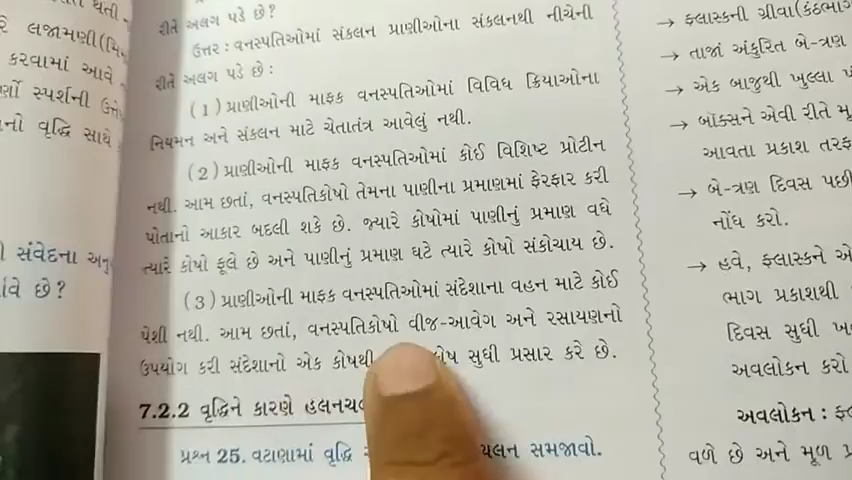 રીતે અલગ પડે છે?
ઉત્તર : વનસ્પતિઓમાં સંકલન પ્રાણીઓના સંકલનથી નીચેની
રીતે અલગ પડે છે :
(1) પ્રાણીઓની માફક વનસ્પતિઓમાં વિવિધ ક્રિયાઓના
નિયમન અને સંકલન માટે ચેતાતંત્ર આવેલું નથી.
(2) પ્રાણીઓની માફક વનસ્પતિઓમાં કોઈ વિશિષ્ટ પ્રોટીન
નથી. આમ છતાં, વનસ્પતિકોષો તેમના પાણીના પ્રમાણમાં ફેરફાર કરી
પોતાનો આકાર બદલી શકે છે. જ્યારે કોષોમાં પાણીનું પ્રમાણ વધે
ત્યારે કોષો ફૂલે છે અને પાણીનું પ્રમાણ ઘટે ત્યારે કોષો સંકોચાય છે.
(3) પ્રાણીઓની માફક વનસ્પતિઓમાં સંદેશાના વહન માટે કોઈ
પેશી નથી. આમ છતાં, વનસ્પતિકોષો વીજ-આવેગ અને રસાયણનો
ઉપયોગ કરી સંદેશાનો એક કોષથી સુધી પ્રસાર કરે છે.
7.2.2 વૃદ્ધિને કારણે
પ્રશ્ન 25. વટાણામાં વૃદ્ધિ સમજાવો.
લજામણી
કરવામાં આવે
સ્પર્શની
વૃદ્ધિ સાથે
સંવેદના
છે?
→ ફ્લાસ્કની ગ્રીવા
→ તાજાં અંકુરિત બે-ત્રણ
→ એક બાજુથી ખુલ્લા
→ બૉક્સને એવી રીતે
આવતા પ્રકાશ તરફ
→ બે-ત્રણ દિવસ પછી
નોંધ કરો.
→ હવે, ફ્લાસ્કને
ભાગ પ્રકાશથી
દિવસ સુધી
અવલોકન કરો
અવલોકન :
વળે છે અને મૂળ